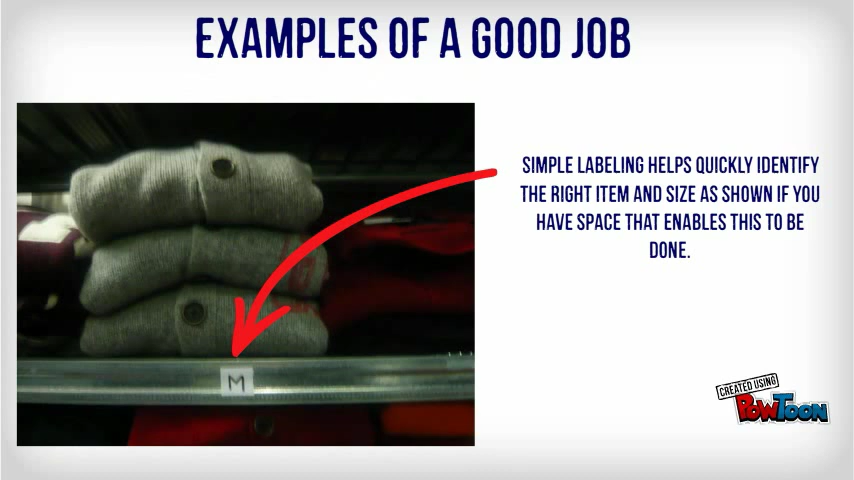 EXAMPLES OF A GOOD JOB
SIMPLE LABELING HELPS QUICKLY IDENTIFY
THE RIGHT ITEM AND SIZE AS SHOWN IF YOU
HAVE SPACE THAT ENABLES THIS TO BE
DONE.
M
CREATED USING
POWTOON